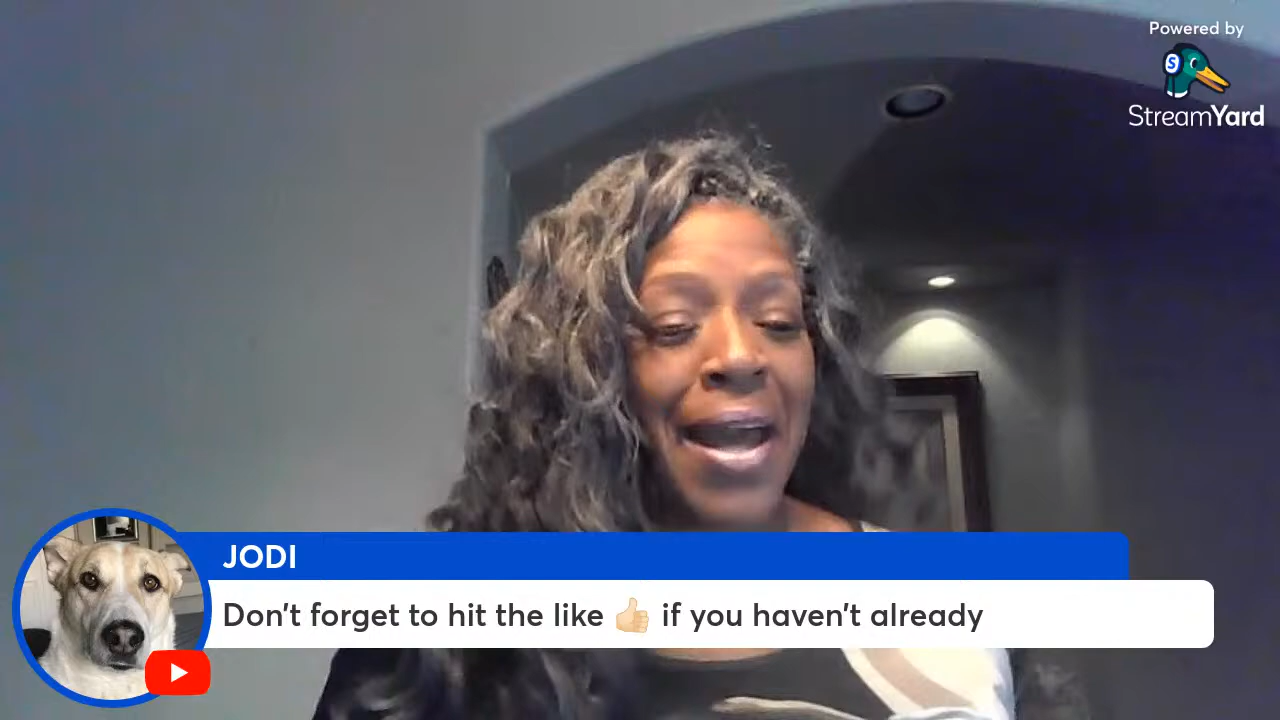 Powered by
StreamYard
JODI
Don't forget to hit the like 👍🏼 if you haven't already